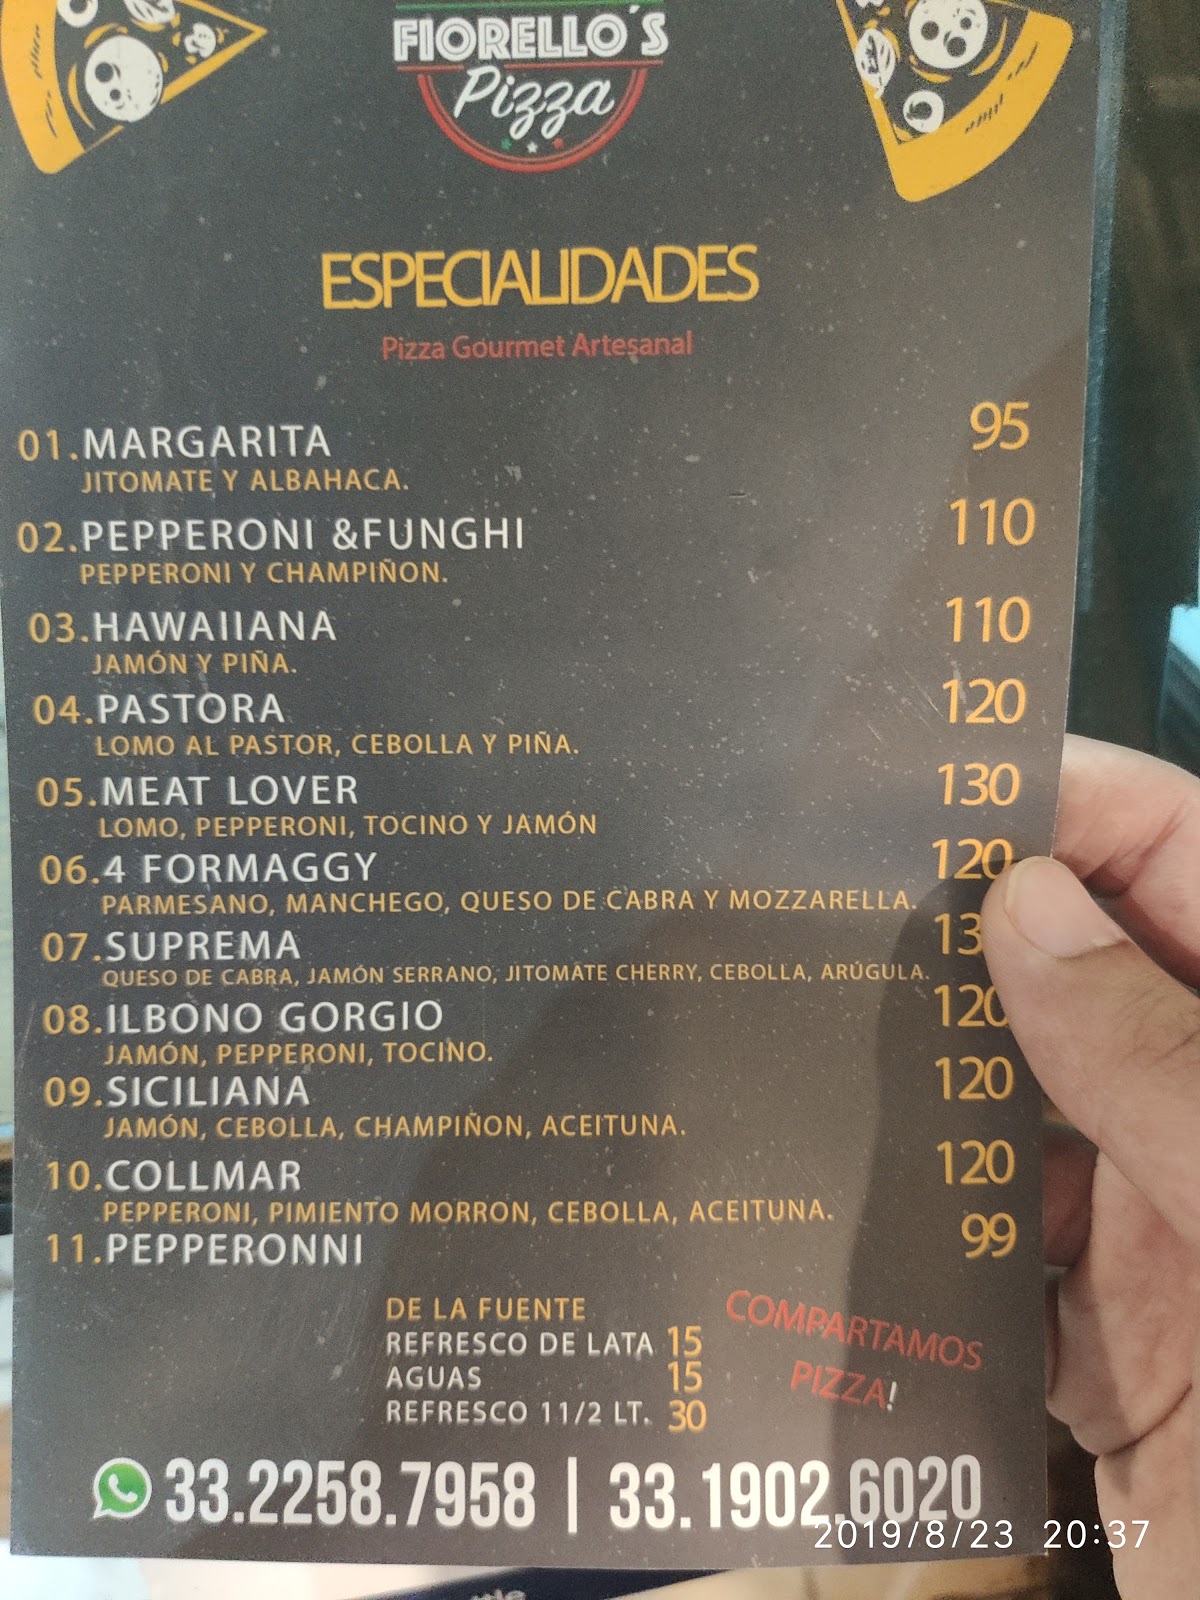 FIORELLO´S
Pizza
ESPECIALIDADES
Pizza Gourmet Artesanal
01.MARGARITA 95
JITOMATE Y ALBAHACA.
02.PEPPERONI &FUNGHI 110
PEPPERONI Y CHAMPIÑON.
03.HAWAIIANA 110
JAMÓN Y PIÑA.
04.PASTORA 120
LOMO AL PASTOR, CEBOLLA Y PIÑA.
05.MEAT LOVER 130
LOMO, PEPPERONI, TOCINO Y JAMÓN
06.4 FORMAGGY 120
PARMESANO, MANCHEGO, QUESO DE CABRA Y MOZZARELLA.
07.SUPREMA
QUESO DE CABRA, JAMÓN SERRANO, JITOMATE CHERRY, CEBOLLA, ARÚGULA.
08.ILBONO GORGIO 120
JAMÓN, PEPPERONI, TOCINO.
09.SICILIANA 120
JAMÓN, CEBOLLA, CHAMPIÑON, ACEITUNA.
10.COLLMAR 120
PEPPERONI, PIMIENTO MORRON, CEBOLLA, ACEITUNA.
11.PEPPERONNI 99
DE LA FUENTE
REFRESCO DE LATA 15
AGUAS 15
REFRESCO 11/2 LT. 30
COMPARTAMOS
PIZZA!
33.2258.7958 | 33.1902.6020
2019/8/23 20:37